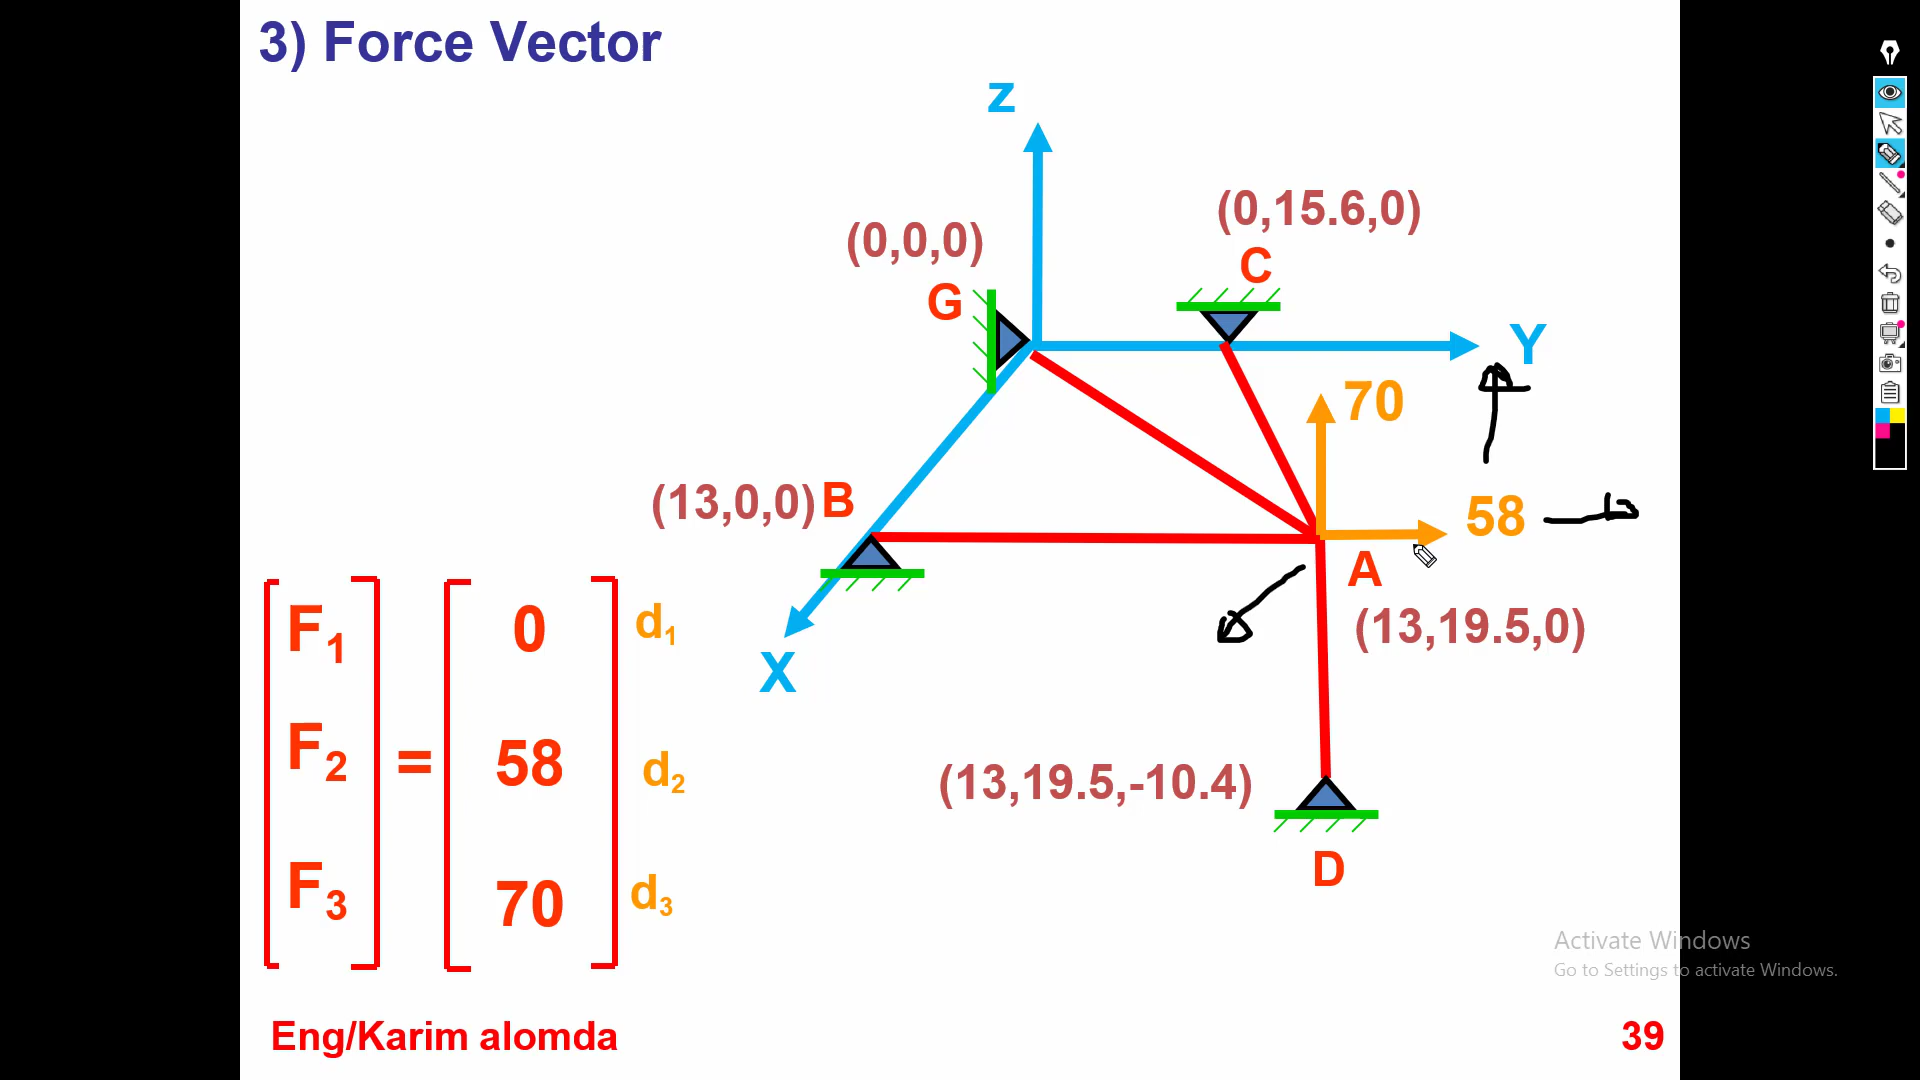 3) Force Vector
z
(0,15.6,0)
(0,0,0)
C
G
Y
70
(13,0,0) B
58
A
(13,19.5,0)
X
F1 = 0 d1
F2 58 d2
F3 70 d3
(13,19.5,-10.4)
D
Activate Windows
Go to Settings to activate Windows.
Eng/Karim alomda
39